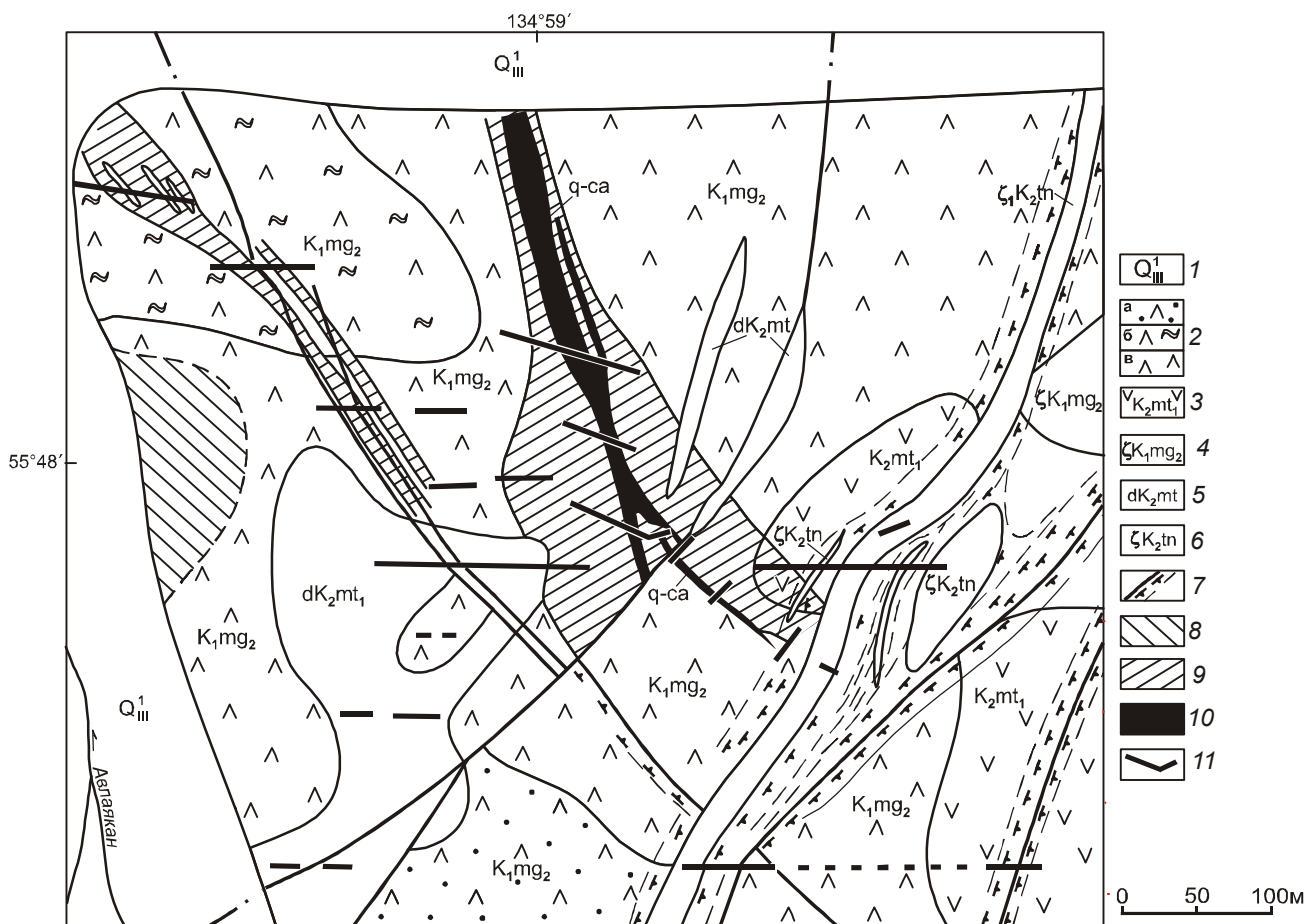 134°59′
Q¹III
q-ca
K₁mg₂
ζ₁K₂tn
K₁mg₂
dK₂mt
K₁mg₂
ζK₁mg₂
55°48′
K₂mt₁
ζK₂tn
ζK₂tn
q-ca
dK₂mt₁
K₁mg₂
K₁mg₂
K₂mt₁
Q¹III
Авлаякан
K₁mg₂
K₁mg₂
Q¹III 1
а
б 2
в
K₂mt₁ 3
ζK₁mg₂ 4
dK₂mt 5
ζK₂tn 6
7
8
9
10
11
0 50 100м